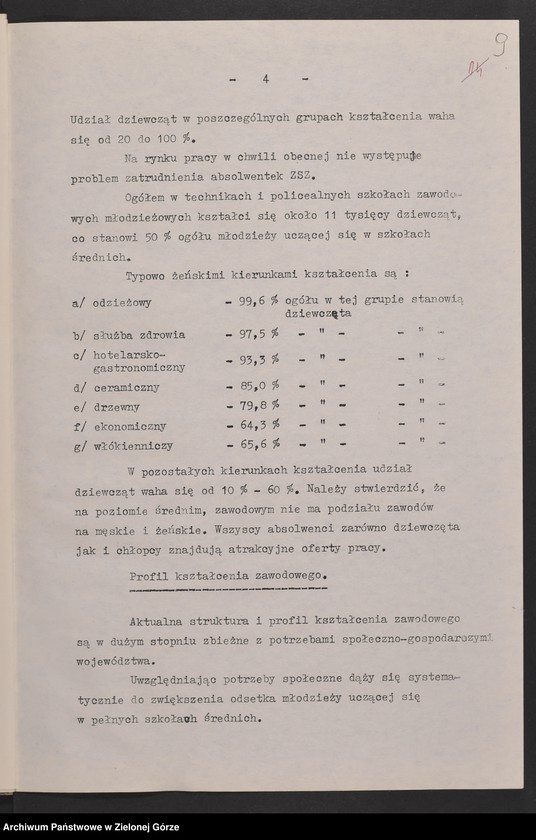 9
24
- 4 -
Udział dziewcząt w poszczególnych grupach kształcenia waha
się od 20 do 100 %.
Na rynku pracy w chwili obecnej nie występuje
problem zatrudnienia absolwentek ZSZ.
Ogółem w technikach i policealnych szkołach zawodo-
wych młodzieżowych kształci się około 11 tysięcy dziewcząt,
co stanowi 50 % ogółu młodzieży uczącej się w szkołach
średnich.
Typowo żeńskimi kierunkami kształcenia są :
a/ odzieżowy - 99,6 % ogółu w tej grupie stanowią
dziewczęta
b/ służba zdrowia - 97,5 % - " - - " -
c/ hotelarsko-
gastronomiczny - 93,3 % - " - - " -
d/ ceramiczny - 85,0 % - " - - " -
e/ drzewny - 79,8 % - " - - " -
f/ ekonomiczny - 64,3 % - " - - " -
g/ włókienniczy - 65,6 % - " - - " -
W pozostałych kierunkach kształcenia udział
dziewcząt waha się od 10 % - 60 %. Należy stwierdzić, że
na poziomie średnim, zawodowym nie ma podziału zawodów
na męskie i żeńskie. Wszyscy absolwenci zarówno dziewczęta
jak i chłopcy znajdują atrakcyjne oferty pracy.
Profil kształcenia zawodowego.
Aktualna struktura i profil kształcenia zawodowego
są w dużym stopniu zbieżne z potrzebami społeczno-gospodarczymi
województwa.
Uwzględniając potrzeby społeczne dąży się systema-
tycznie do zwiększenia odsetka młodzieży uczącej się
w pełnych szkołach średnich.
Archiwum Państwowe w Zielonej Górze